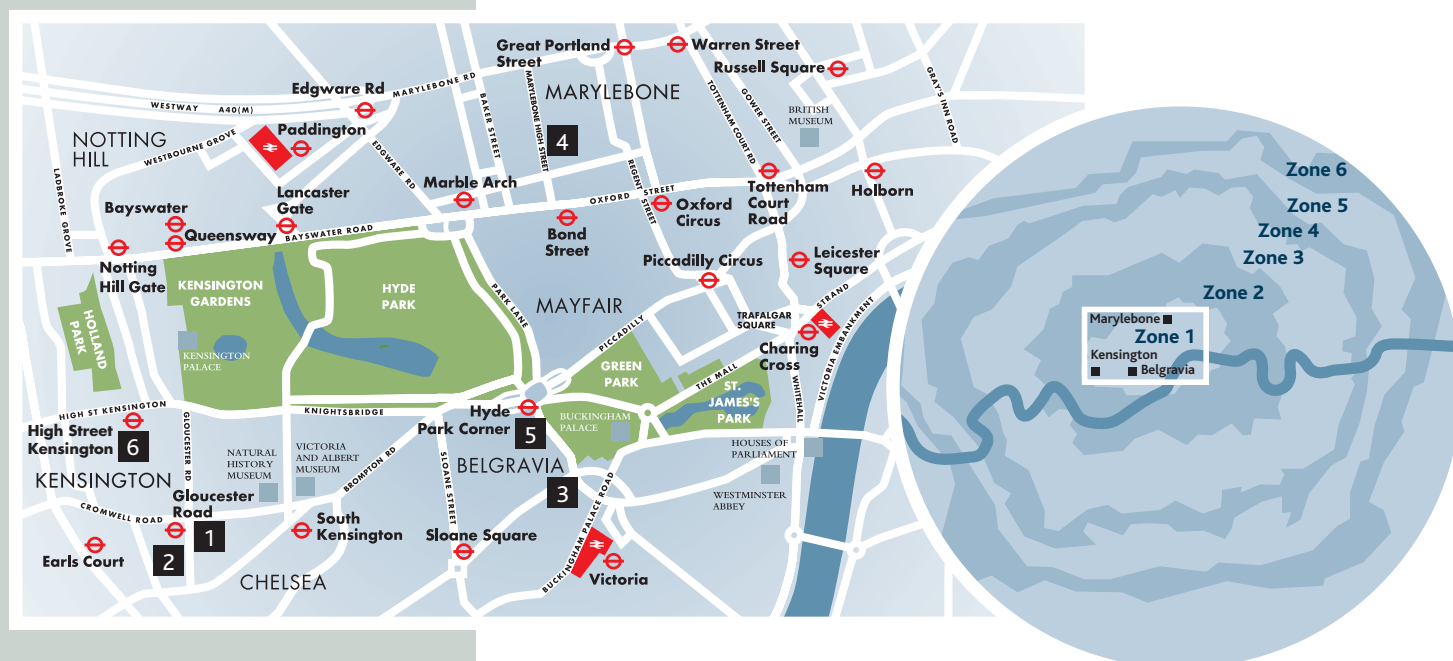 Great Portland
Street
Warren Street
Russell Square
Edgware Rd
MARYLEBONE RD
MARYLEBONE
WESTWAY A40(M)
BAKER STREET
MARYLEBONE HIGH STREET
TOTTENHAM COURT RD
GOWER STREET
GRAY'S INN ROAD
BRITISH
MUSEUM
NOTTING
HILL
Paddington
WESTBOURNE GROVE
EDGWARE RD
4
REGENT STREET
LADBROKE GROVE
Lancaster
Gate
Marble Arch
OXFORD STREET
Tottenham
Court
Road
Holborn
Bayswater
Queensway
BAYSWATER ROAD
Bond
Street
Oxford
Circus
Notting
Hill Gate
Piccadilly Circus
Leicester
Square
KENSINGTON
GARDENS
HYDE
PARK
PARK LANE
MAYFAIR
STRAND
TRAFALGAR
SQUARE
VICTORIA EMBANKMENT
HOLLAND
PARK
KENSINGTON
PALACE
PICCADILLY
Charing
Cross
GREEN
PARK
THE MALL
ST.
JAMES'S
PARK
WHITEHALL
HIGH ST KENSINGTON
GLOUCESTER RD
KNIGHTSBRIDGE
Hyde
Park Corner
5
BUCKINGHAM
PALACE
High Street
Kensington
6
NATURAL
HISTORY
MUSEUM
VICTORIA
AND ALBERT
MUSEUM
BROMPTON RD
SLOANE STREET
BELGRAVIA
HOUSES OF
PARLIAMENT
KENSINGTON
3
WESTMINSTER
ABBEY
CROMWELL ROAD
Gloucester
Road
1
South
Kensington
Sloane Square
BUCKINGHAM PALACE ROAD
Earls Court
2
CHELSEA
Victoria
Zone 6
Zone 5
Zone 4
Zone 3
Zone 2
Marylebone
Zone 1
Kensington
Belgravia